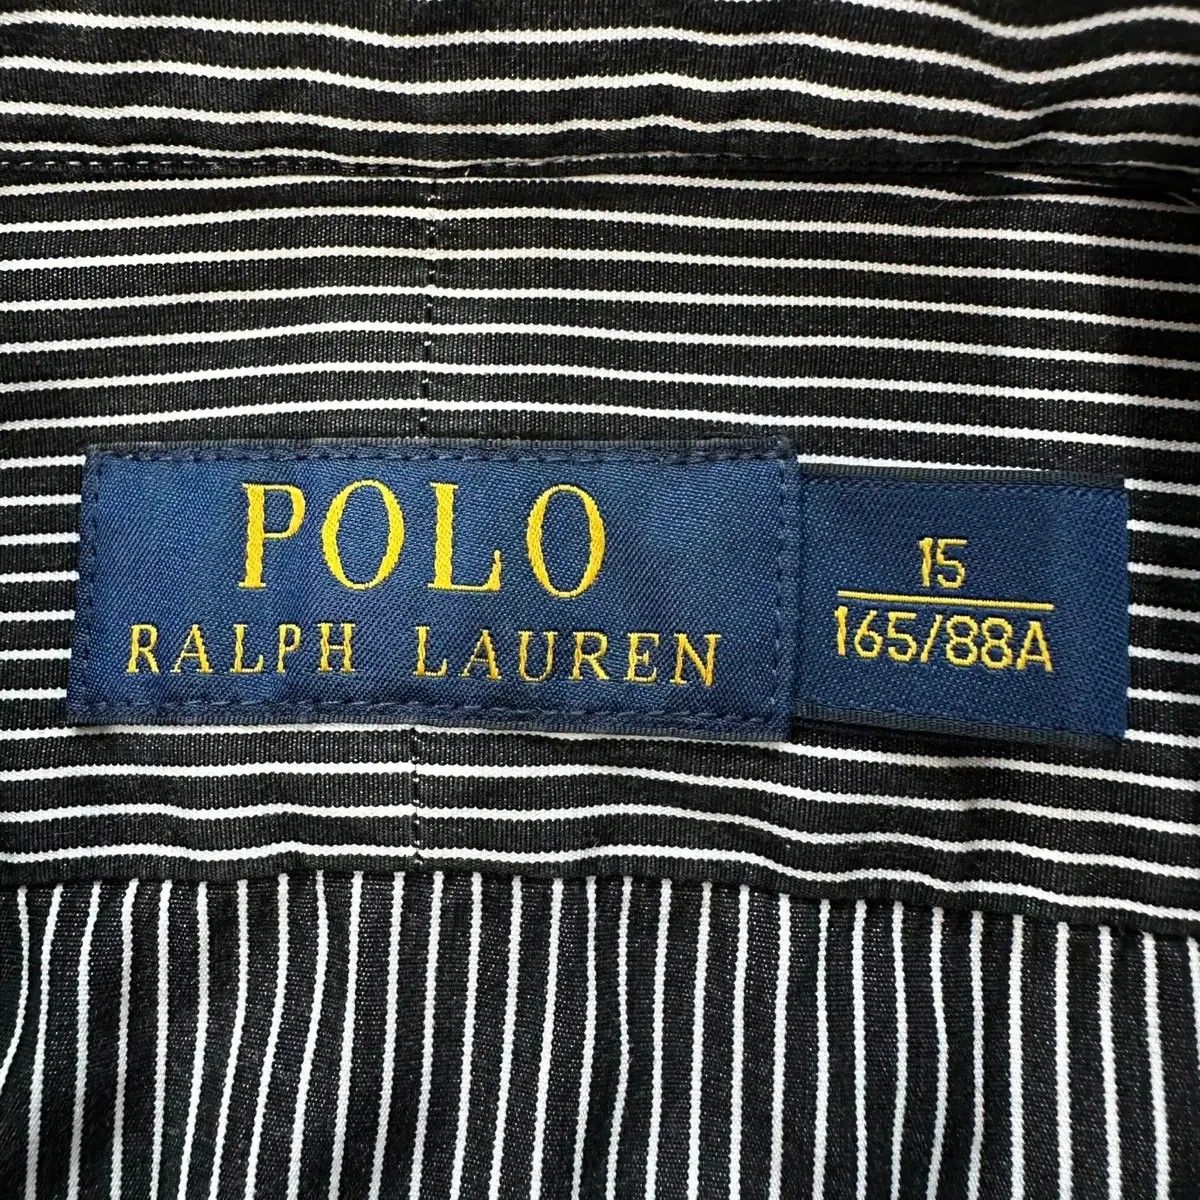 POLO
RALPH LAUREN
15
165/88A